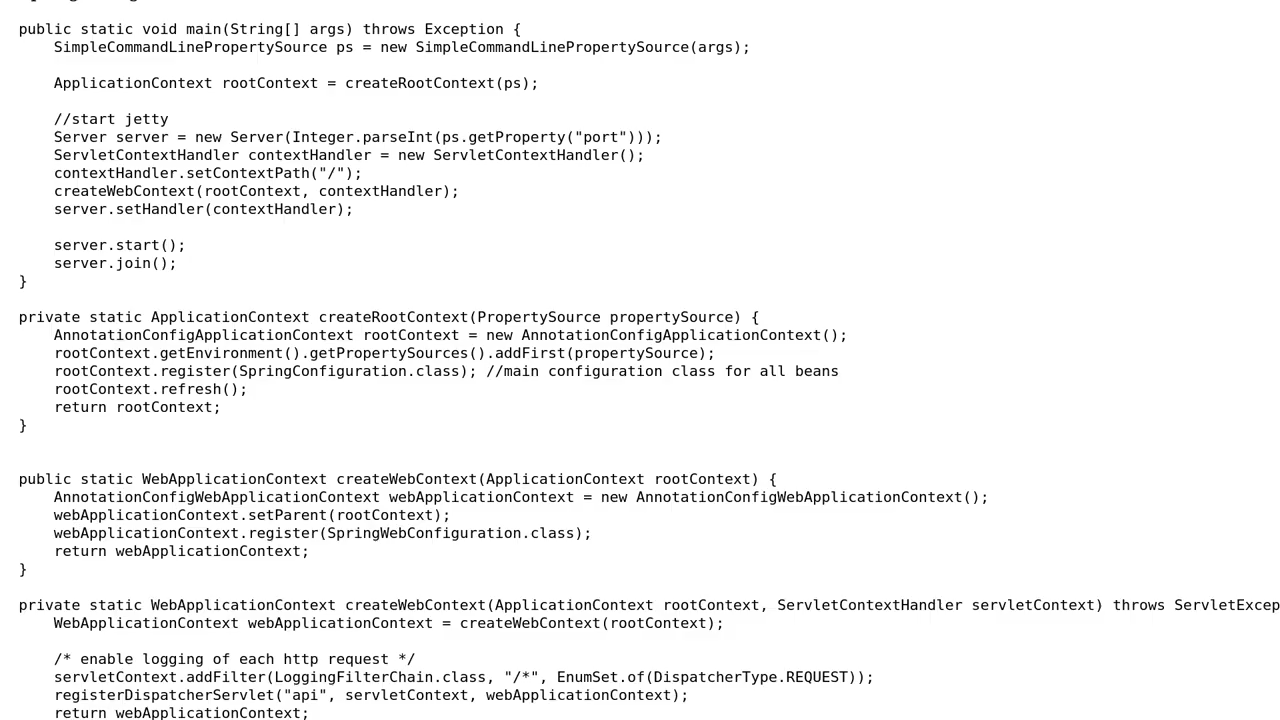 public static void main(String[] args) throws Exception {
SimpleCommandLinePropertySource ps = new SimpleCommandLinePropertySource(args);
ApplicationContext rootContext = createRootContext(ps);
//start jetty
Server server = new Server(Integer.parseInt(ps.getProperty("port")));
ServletContextHandler contextHandler = new ServletContextHandler();
contextHandler.setContextPath("/");
createWebContext(rootContext, contextHandler);
server.setHandler(contextHandler);
server.start();
server.join();
}
private static ApplicationContext createRootContext(PropertySource propertySource) {
AnnotationConfigApplicationContext rootContext = new AnnotationConfigApplicationContext();
rootContext.getEnvironment().getPropertySources().addFirst(propertySource);
rootContext.register(SpringConfiguration.class); //main configuration class for all beans
rootContext.refresh();
return rootContext;
}
public static WebApplicationContext createWebContext(ApplicationContext rootContext) {
AnnotationConfigWebApplicationContext webApplicationContext = new AnnotationConfigWebApplicationContext();
webApplicationContext.setParent(rootContext);
webApplicationContext.register(SpringWebConfiguration.class);
return webApplicationContext;
}
private static WebApplicationContext createWebContext(ApplicationContext rootContext, ServletContextHandler servletContext) throws ServletExcep
WebApplicationContext webApplicationContext = createWebContext(rootContext);
/* enable logging of each http request */
servletContext.addFilter(LoggingFilterChain.class, "/*", EnumSet.of(DispatcherType.REQUEST));
registerDispatcherServlet("api", servletContext, webApplicationContext);
return webApplicationContext;